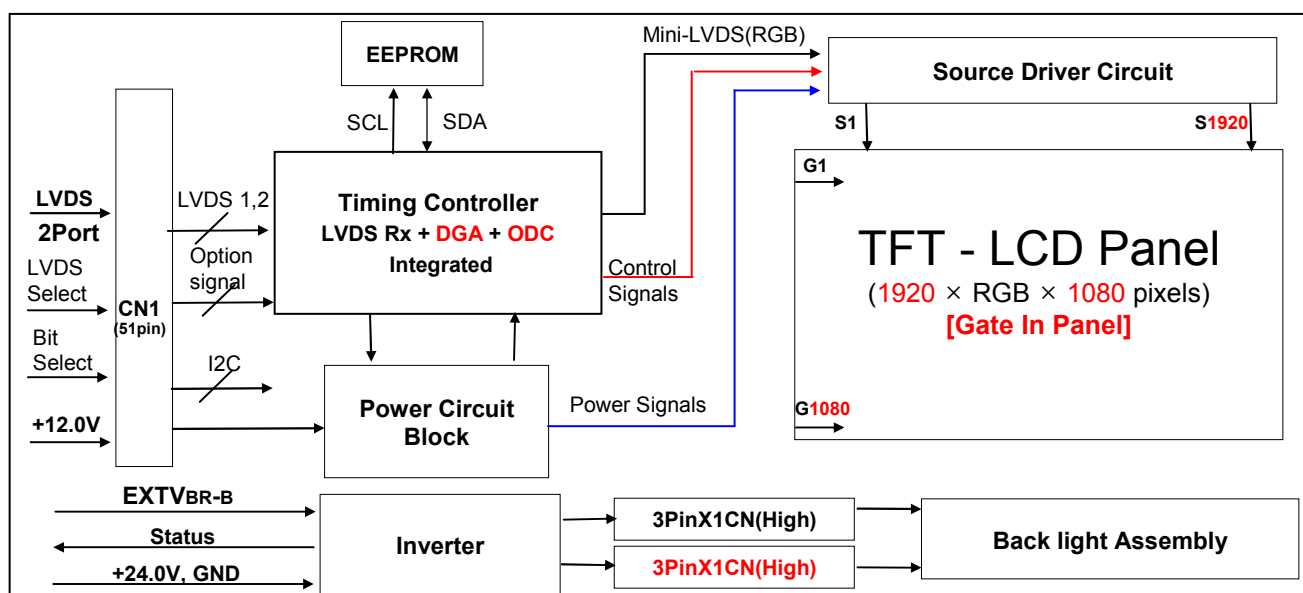 EEPROM
SCL
SDA
Mini-LVDS(RGB)
Source Driver Circuit
S1
S1920
CN1
(51pin)
LVDS
2Port
LVDS
Select
Bit
Select
+12.0V
LVDS 1,2
Option
signal
I2C
Timing Controller
LVDS Rx + DGA + ODC
Integrated
Control
Signals
Power Circuit
Block
Power Signals
G1
TFT - LCD Panel
(1920 × RGB × 1080 pixels)
[Gate In Panel]
G1080
EXTVBR-B
Status
+24.0V, GND
Inverter
3PinX1CN(High)
3PinX1CN(High)
Back light Assembly